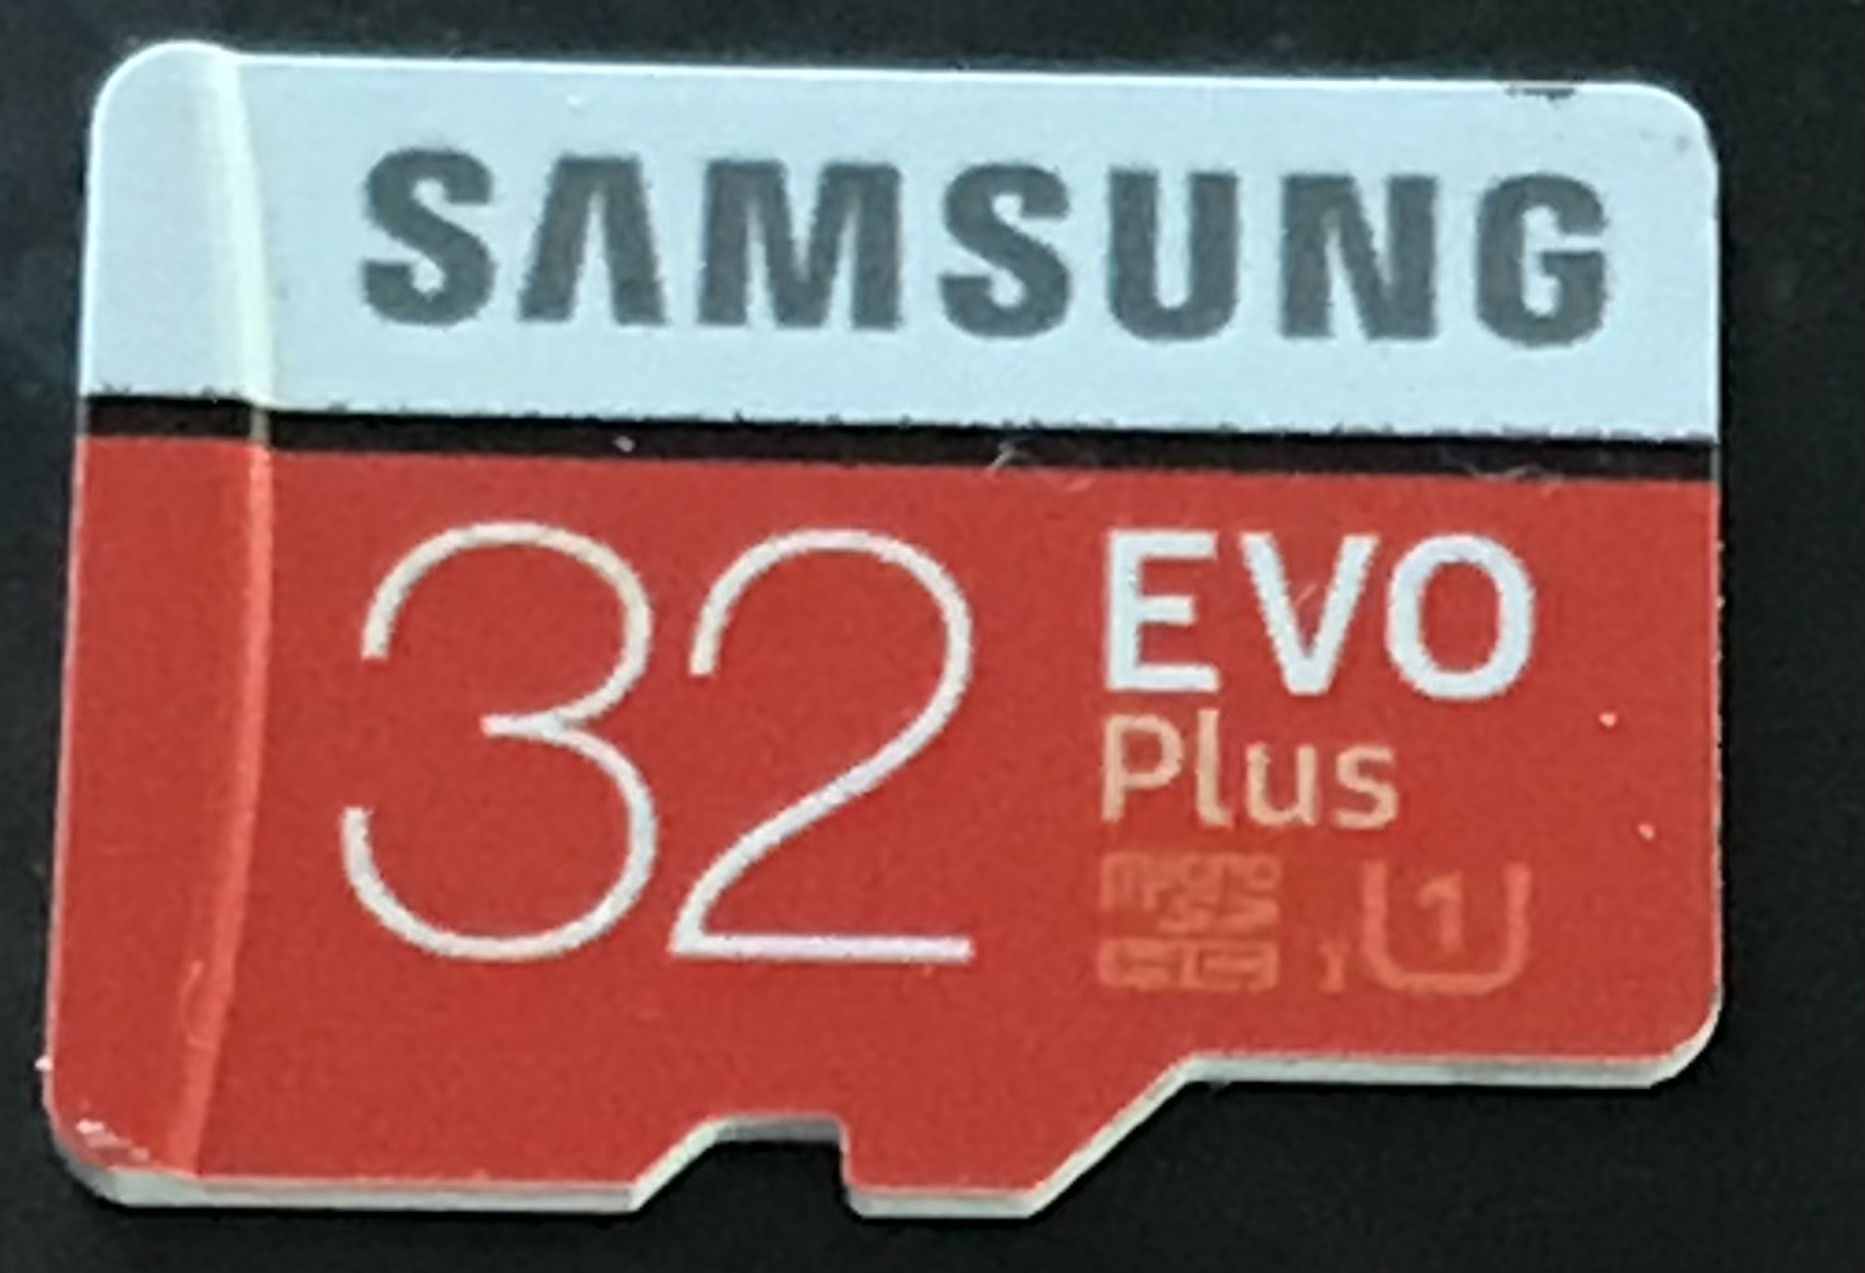 SAMSUNG
32
EVO
Plus
micro
SD
HC I U1